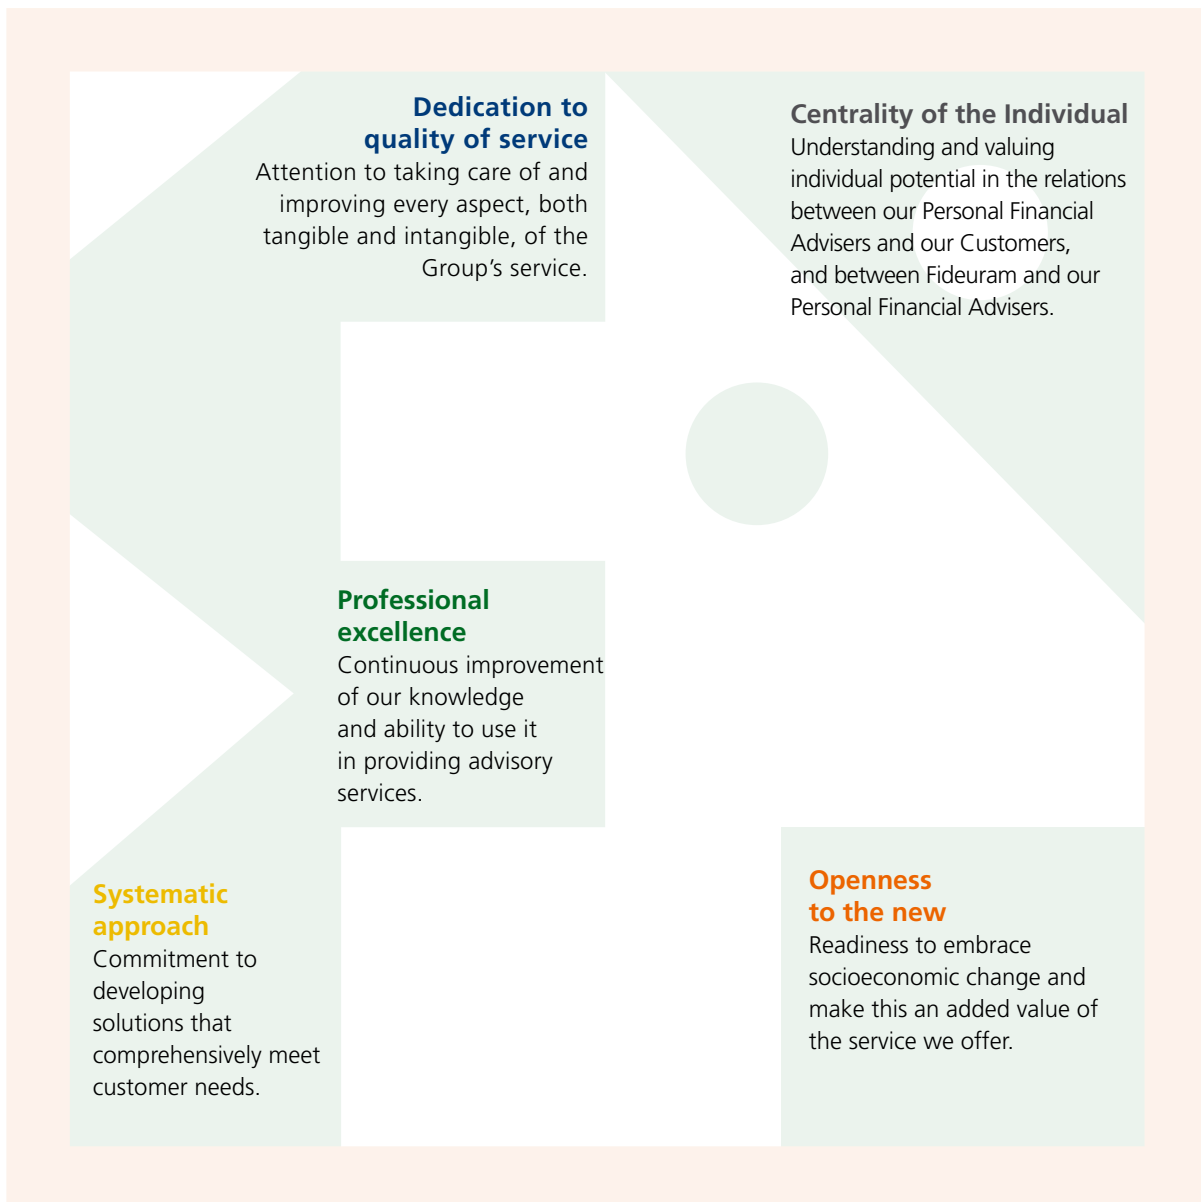 Dedication to
quality of service
Attention to taking care of and
improving every aspect, both
tangible and intangible, of the
Group’s service.
Centrality of the Individual
Understanding and valuing
individual potential in the relations
between our Personal Financial
Advisers and our Customers,
and between Fideuram and our
Personal Financial Advisers.
Professional
excellence
Continuous improvement
of our knowledge
and ability to use it
in providing advisory
services.
Systematic
approach
Commitment to
developing
solutions that
comprehensively meet
customer needs.
Openness
to the new
Readiness to embrace
socioeconomic change and
make this an added value of
the service we offer.